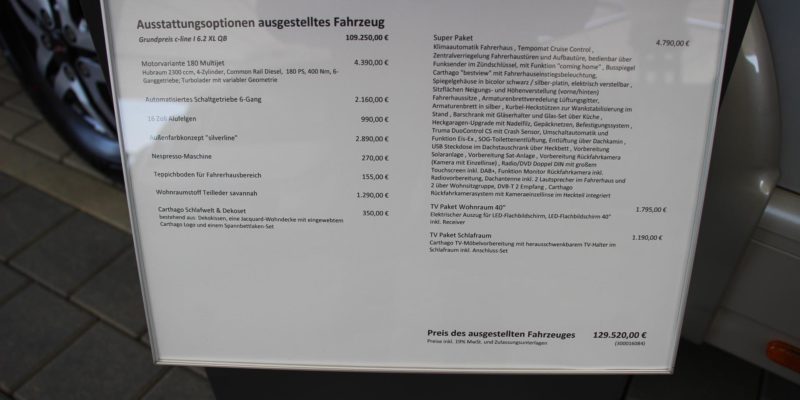 Ausstattungsoptionen ausgestelltes Fahrzeug
Grundpreis c-line I 6.2 XL QB 109.250,00 €
Motorvariante 180 Multijet 4.390,00 €
Hubraum 2300 ccm, 4-Zylinder, Common Rail Diesel, 180 PS, 400 Nm, 6-
Ganggetriebe; Turbolader mit variabler Geometrie
Automatisiertes Schaltgetriebe 6-Gang 2.160,00 €
16 Zoll Alufelgen 990,00 €
Außenfarbkonzept "silverline" 2.890,00 €
Nespresso-Maschine 270,00 €
Teppichboden für Fahrerhausbereich 155,00 €
Wohnraumstoff Teilleder savannah 1.290,00 €
Carthago Schlafwelt & Dekoset 350,00 €
bestehend aus: Dekokissen, eine Jacquard-Wohndecke mit eingewebtem
Carthago Logo und einem Spannbettlaken-Set
Super Paket 4.790,00 €
Klimaautomatik Fahrerhaus , Tempomat Cruise Control ,
Zentralverriegelung Fahrerhaustüren und Aufbautüre, bedienbar über
Funksender im Zündschlüssel, mit Funktion "coming home" , Busspiegel
Carthago "bestview" mit Fahrerhauseinstiegsbeleuchtung,
Spiegelgehäuse in bicolor schwarz / silber-platin, elektrisch verstellbar ,
Sitzflächen Neigungs- und Höhenverstellung (vorne/hinten)
Fahrerhaussitze , Armaturenbrettveredelung Lüftungsgitter,
Armaturenbrett in silber , Kurbel-Heckstützen zur Wankstabilisierung im
Stand , Barschrank mit Gläserhalter und Glas-Set über Küche ,
Heckgaragen-Upgrade mit Nadelfilz, Gepäcknetzen, Befestigungssystem ,
Truma DuoControl CS mit Crash Sensor, Umschaltautomatik und
Funktion Eis-Ex , SOG-Toilettenentlüftung, Entlüftung über Dachkamin ,
USB Steckdose im Dachstauschrank über Heckbett , Vorbereitung
Solaranlage , Vorbereitung Sat-Anlage , Vorbereitung Rückfahrkamera
(Kamera mit Einzellinse) , Radio/DVD Doppel DIN mit großem
Touchscreen inkl. DAB+, Funktion Monitor Rückfahrkamera inkl.
Radiovorbereitung, Dachantenne inkl. 2 Lautsprecher im Fahrerhaus und
2 über Wohnsitzgruppe, DVB-T 2 Empfang , Carthago
Rückfahrkamerasystem mit Kameraeinzellinse im Heckteil integriert
TV Paket Wohnraum 40" 1.795,00 €
Elektrischer Auszug für LED-Flachbildschirm, LED-Flachbildschirm 40"
inkl. Receiver
TV Paket Schlafraum 1.190,00 €
Carthago TV-Möbelvorbereitung mit herausschwenkbarem TV-Halter im
Schlafraum inkl. Anschluss-Set
Preis des ausgestellten Fahrzeuges 129.520,00 €
Preise inkl. 19% MwSt. und Zulassungsunterlagen (300016084)